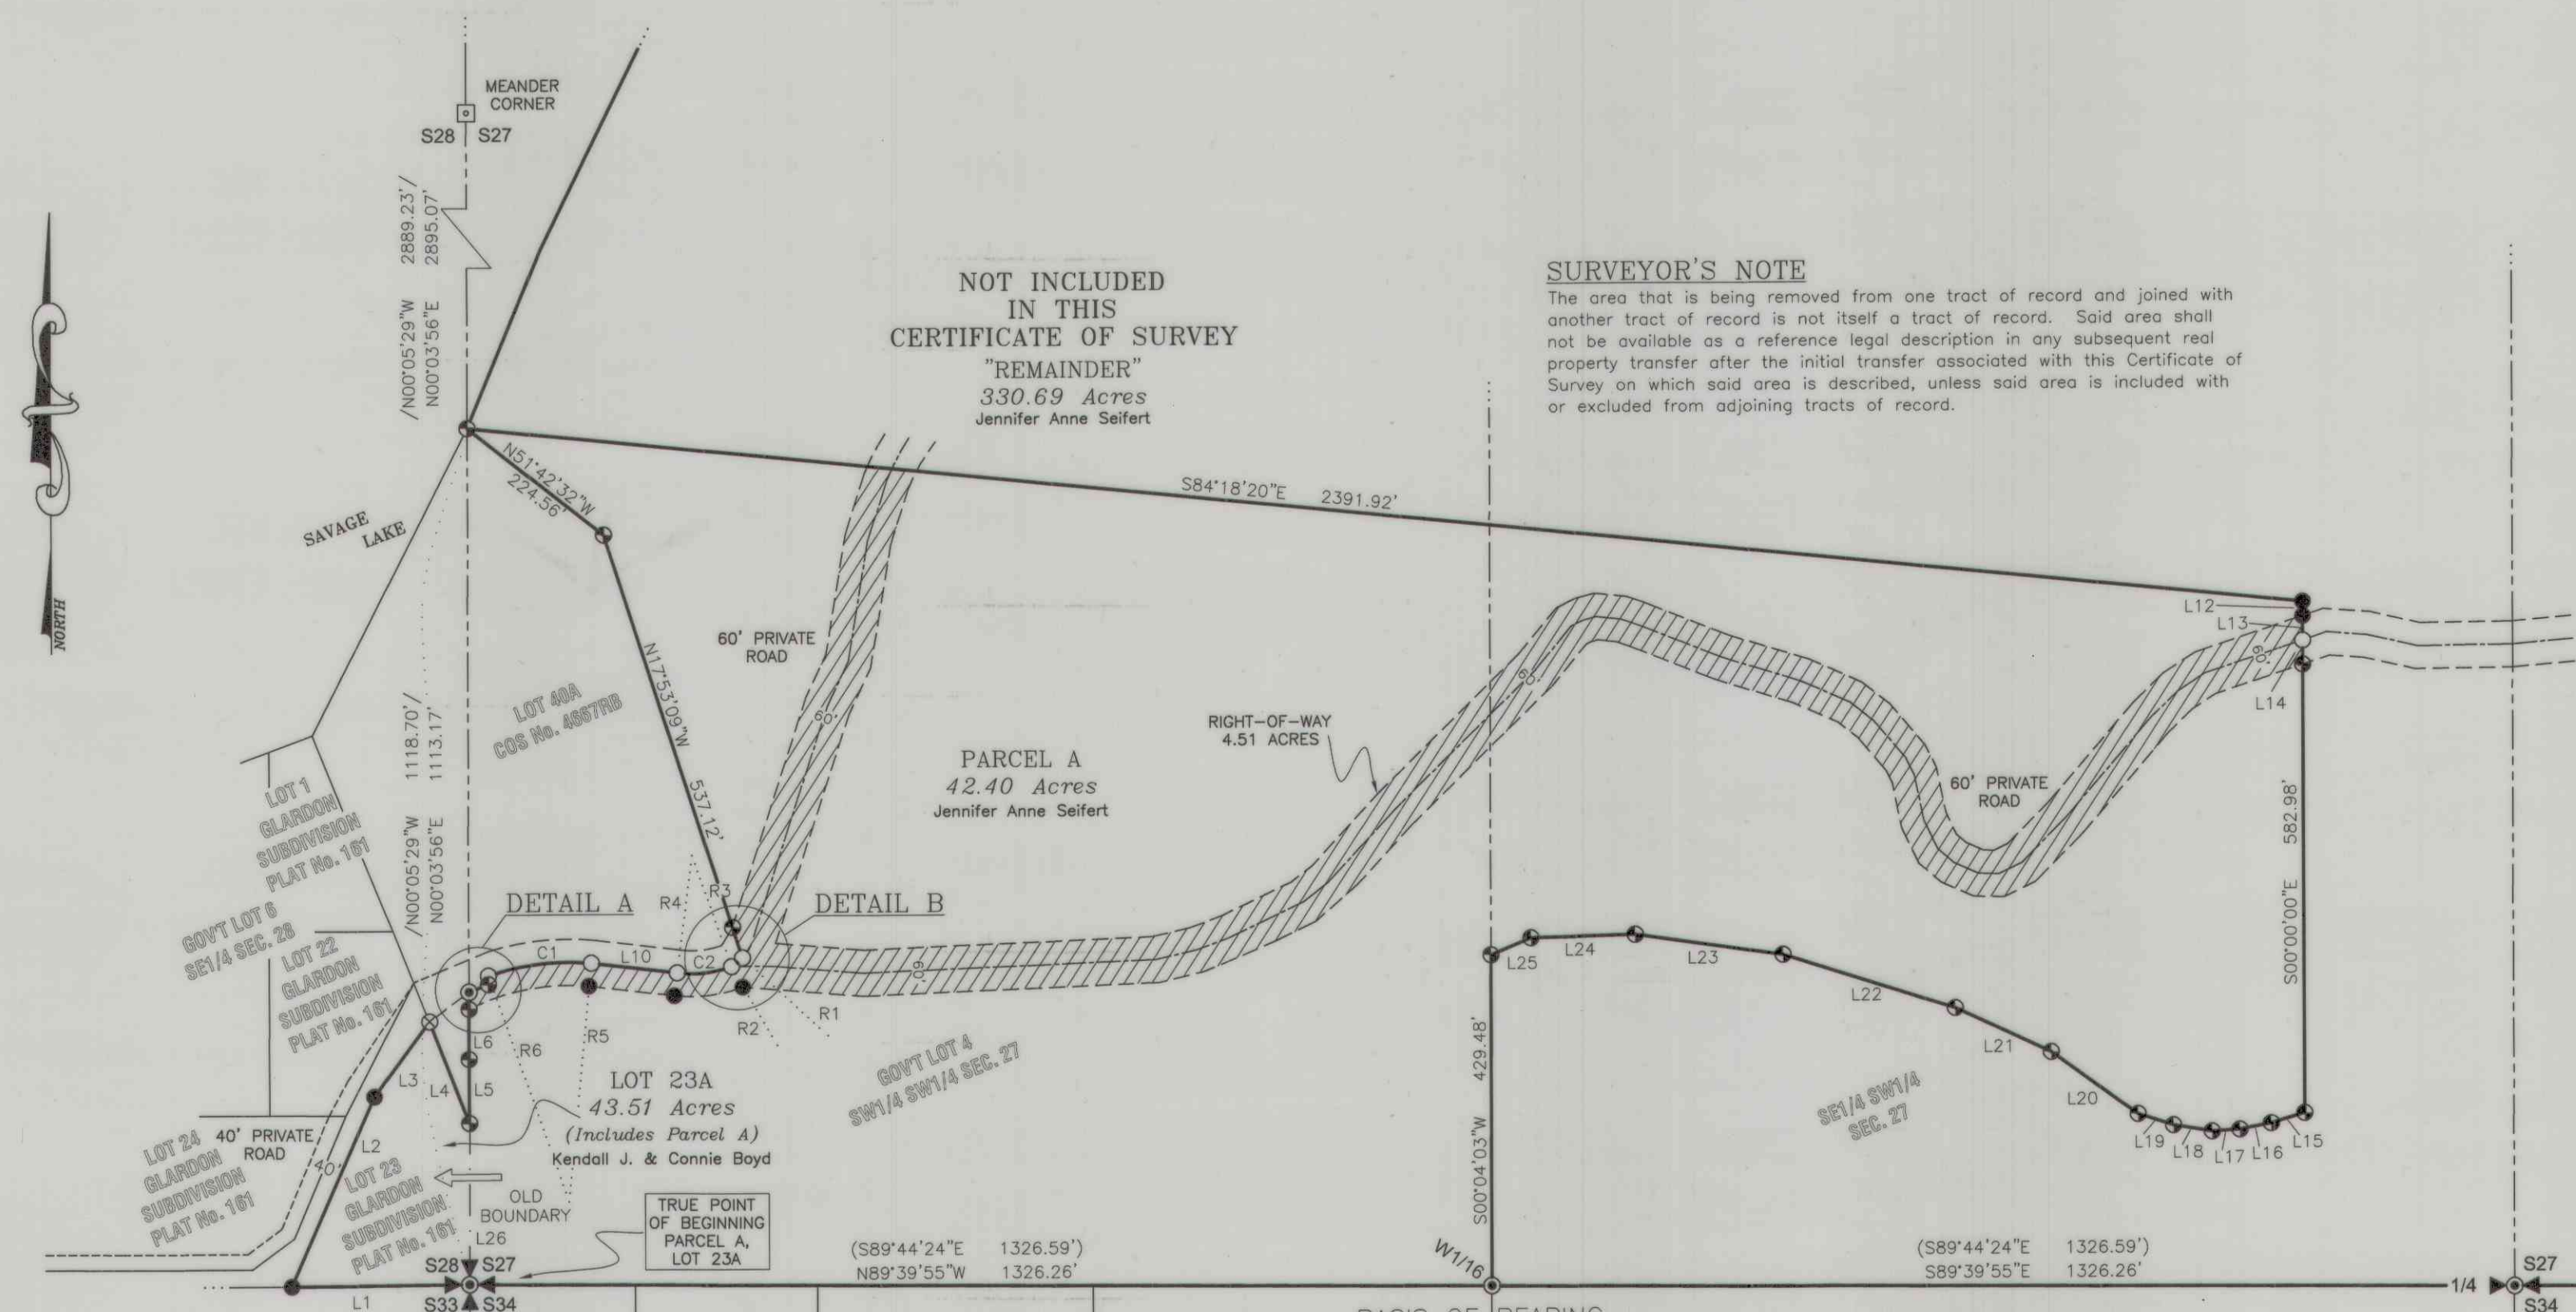 MEANDER
CORNER
S28 S27
/N00°05'29"W 2889.23'/
N00°03'56"E 2895.07'
NORTH
NOT INCLUDED
IN THIS
CERTIFICATE OF SURVEY
"REMAINDER"
330.69 Acres
Jennifer Anne Seifert
SURVEYOR'S NOTE
The area that is being removed from one tract of record and joined with
another tract of record is not itself a tract of record. Said area shall
not be available as a reference legal description in any subsequent real
property transfer after the initial transfer associated with this Certificate of
Survey on which said area is described, unless said area is included with
or excluded from adjoining tracts of record.
N51°42'32"W
224.56'
S84°18'20"E 2391.92'
SAVAGE
LAKE
L12
L13
60'
L14
60' PRIVATE
ROAD
N17°53'09"W 537.12'
LOT 40A
COS No. 4667RB
60'
60'
RIGHT-OF-WAY
4.51 ACRES
PARCEL A
42.40 Acres
Jennifer Anne Seifert
60' PRIVATE
ROAD
S00°00'00"E 582.98'
/N00°05'29"W 1118.70'/
N00°03'56"E 1113.17'
LOT 1
GLARDON
SUBDIVISION
PLAT No. 161
GOV'T LOT 6
SE1/4 SEC. 28
LOT 22
GLARDON
SUBDIVISION
PLAT No. 161
DETAIL A
R4
R3
DETAIL B
C1
L10
C2
60'
R1
R2
R5
R6
L6
L5
L4
L3
L2
L25
L24
L23
L22
L21
L20
L19
L18
L17
L16
L15
S00°04'03"W 429.48'
GOV'T LOT 4
SW1/4 SW1/4 SEC. 27
SE1/4 SW1/4
SEC. 27
LOT 23A
43.51 Acres
(Includes Parcel A)
Kendall J. & Connie Boyd
LOT 24
GLARDON
SUBDIVISION
PLAT No. 161
40' PRIVATE
ROAD
40'
LOT 23
GLARDON
SUBDIVISION
PLAT No. 161
OLD
BOUNDARY
L26
TRUE POINT
OF BEGINNING
PARCEL A,
LOT 23A
(S89°44'24"E 1326.59')
N89°39'55"W 1326.26'
W1/16
(S89°44'24"E 1326.59')
S89°39'55"E 1326.26'
S28 S27
S33 S34
L1
1/4
S27
S34
BASIS OF BEARING